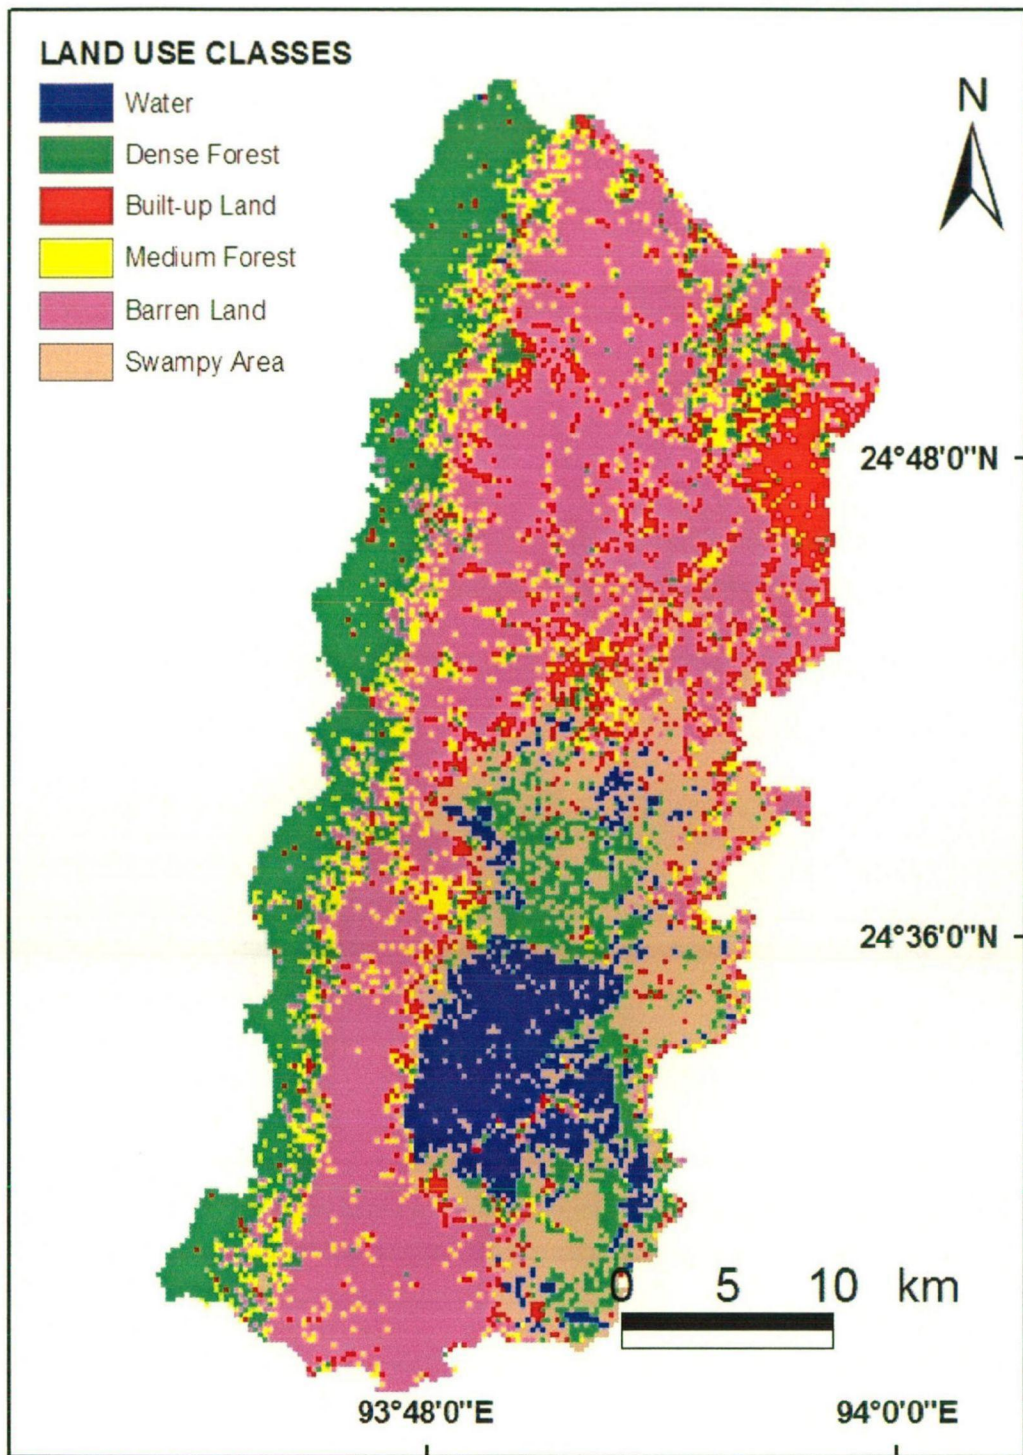 LAND USE CLASSES
Water
Dense Forest
Built-up Land
Medium Forest
Barren Land
Swampy Area
N
24°48'0"N
24°36'0"N
0 5 10 km
93°48'0"E 94°0'0"E